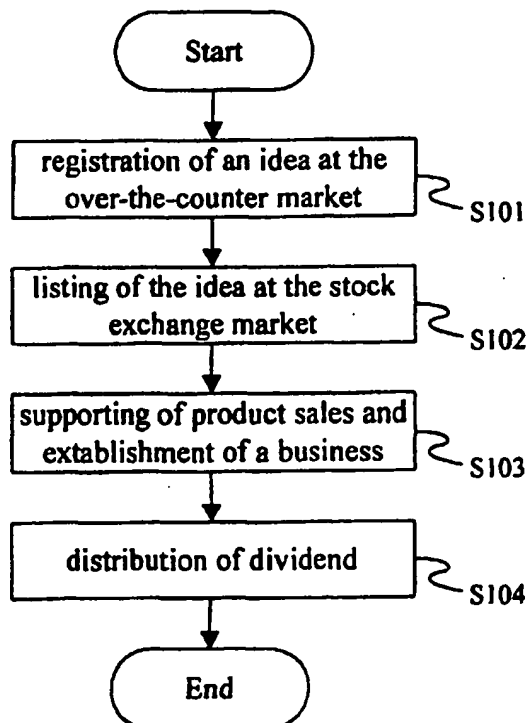 Start
registration of an idea at the
over-the-counter market
S101
listing of the idea at the stock
exchange market
S102
supporting of product sales and
extablishment of a business
S103
distribution of dividend
S104
End